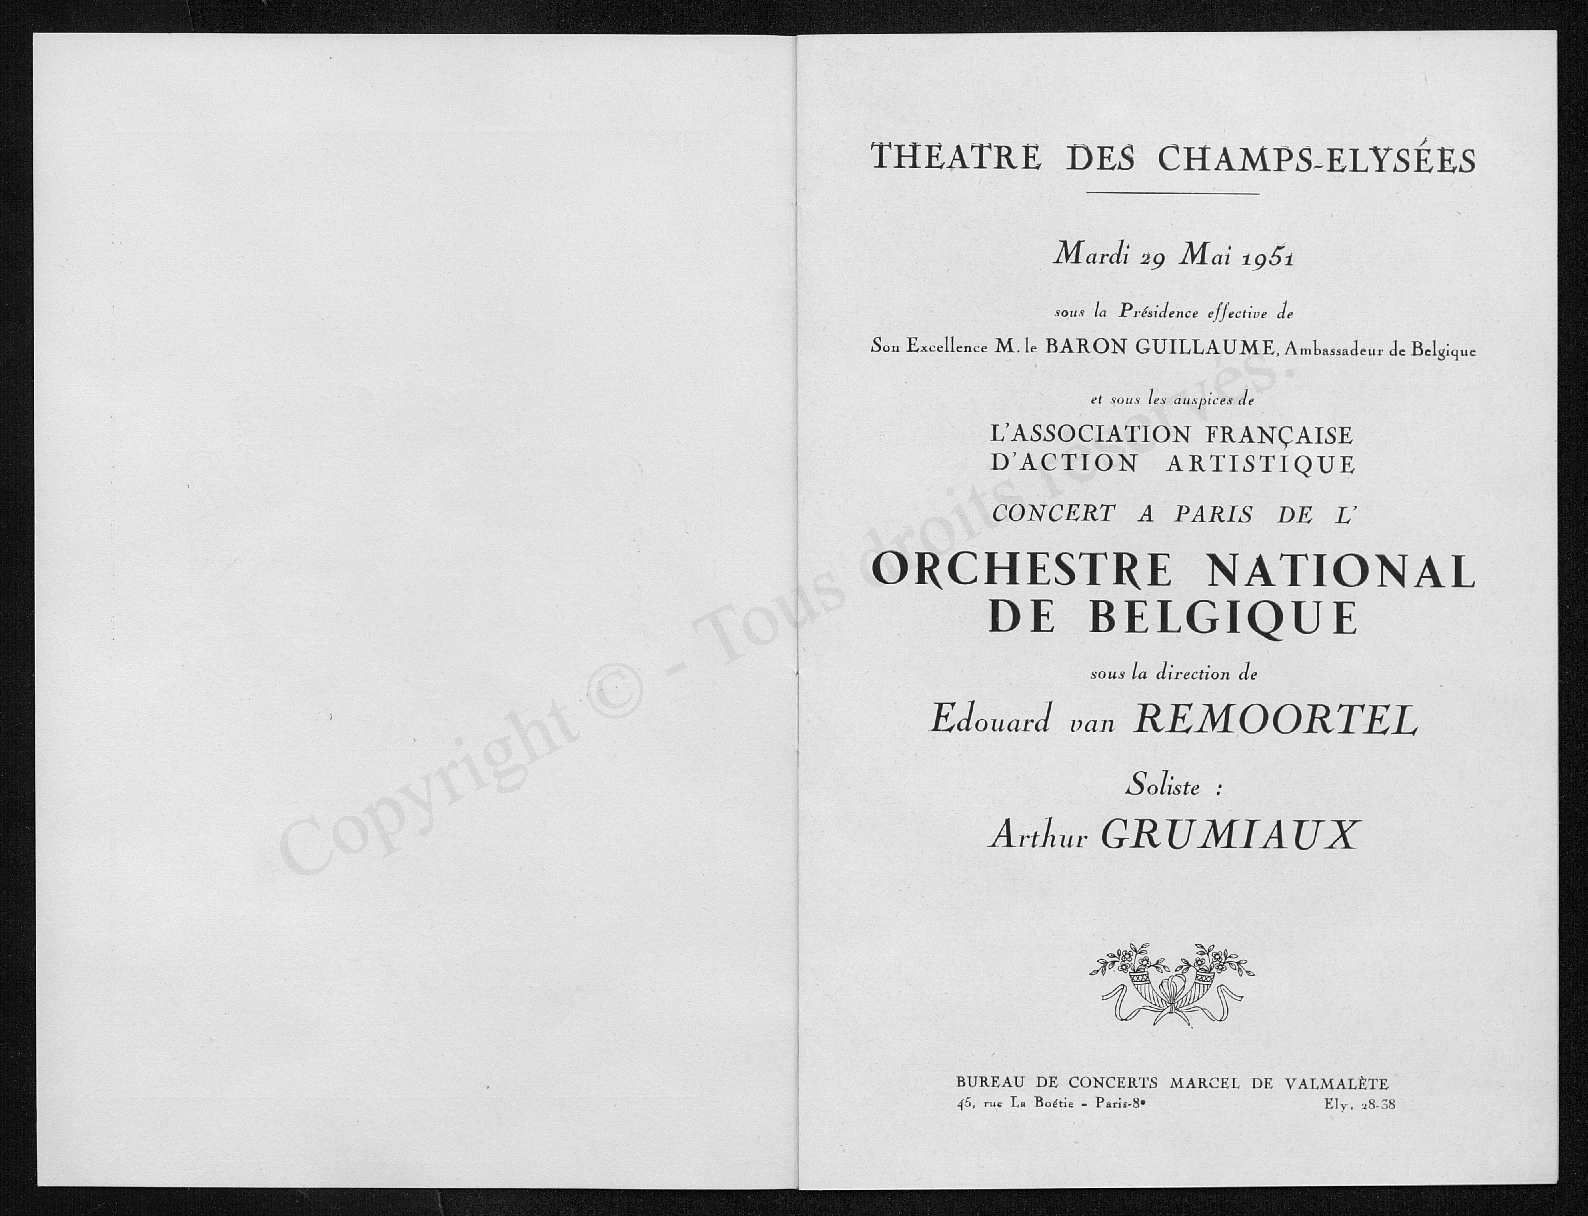 THEATRE DES CHAMPS-ELYSÉES
Mardi 29 Mai 1951
sous la Présidence effective de
Son Excellence M. le BARON GUILLAUME, Ambassadeur de Belgique
et sous les auspices de
L'ASSOCIATION FRANÇAISE
D'ACTION ARTISTIQUE
CONCERT A PARIS DE L'
ORCHESTRE NATIONAL
DE BELGIQUE
sous la direction de
Edouard van REMOORTEL
Soliste :
Arthur GRUMIAUX
BUREAU DE CONCERTS MARCEL DE VALMALÈTE
45, rue La Boétie - Paris-8e Ely. 28-38
Copyright © - Tous droits réservés.